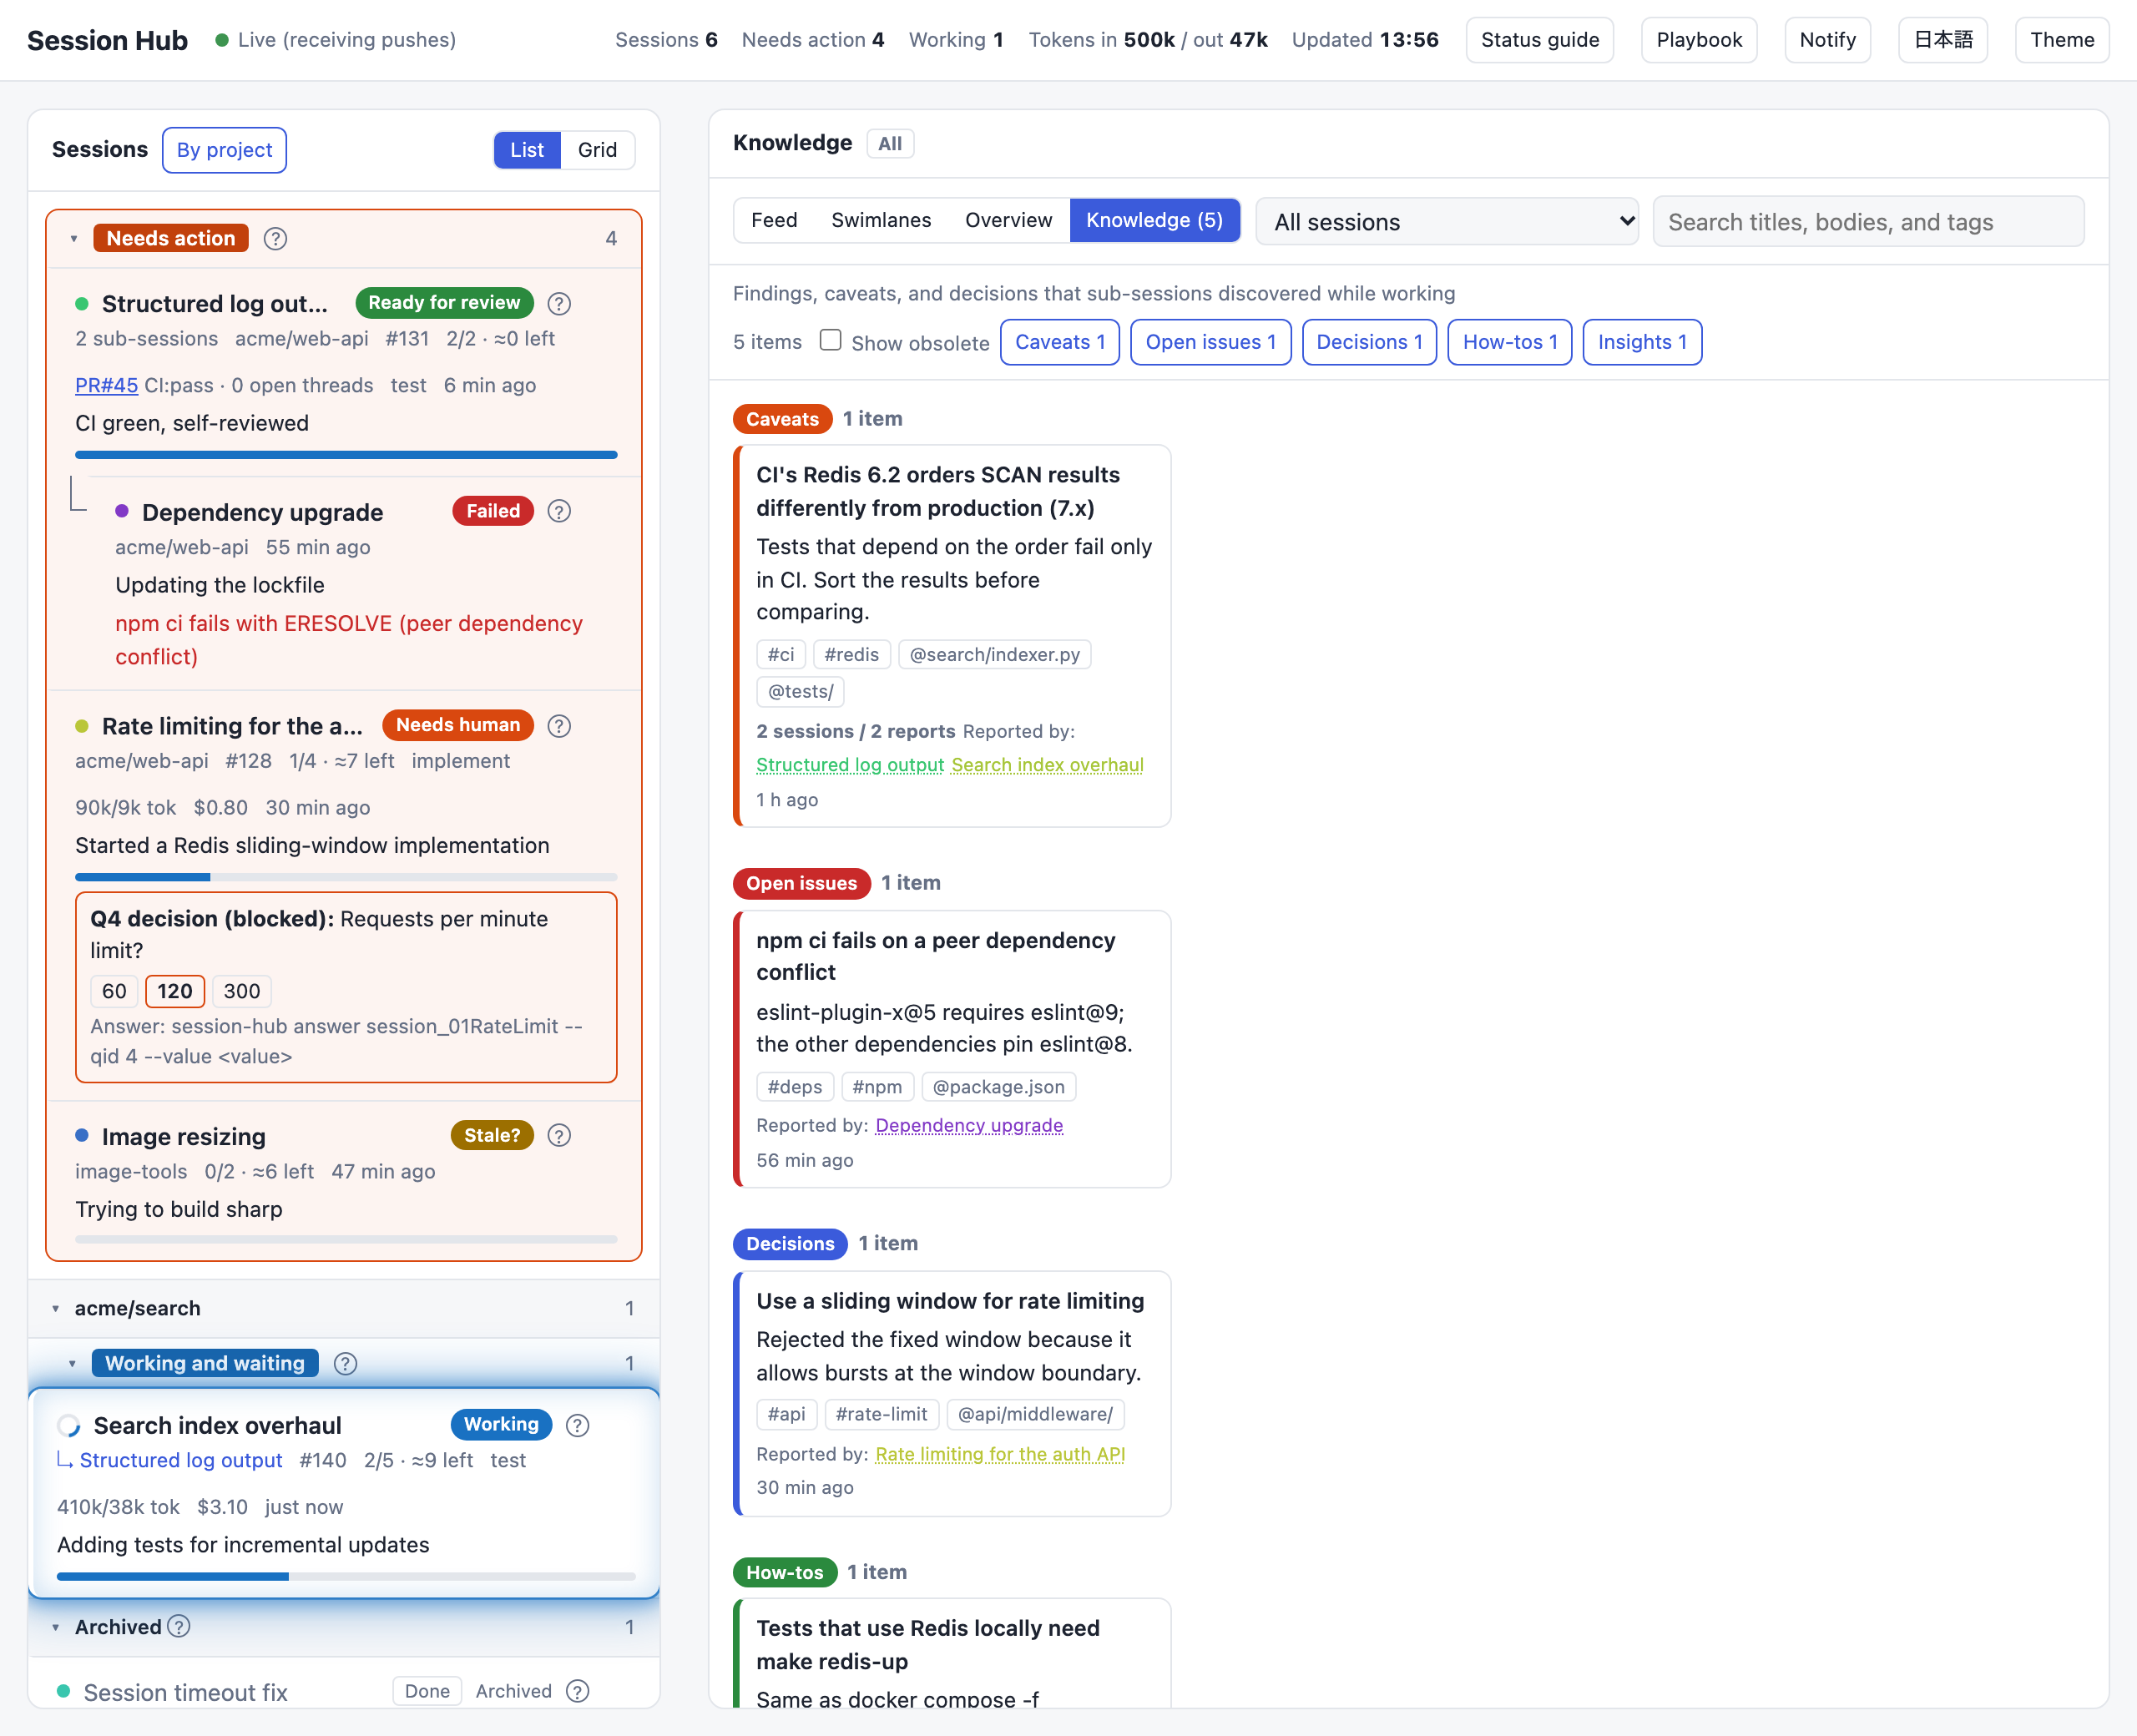 Session Hub
Live (receiving pushes)
Sessions 6
Needs action 4
Working 1
Tokens in 500k / out 47k
Updated 13:56
Status guide
Playbook
Notify
日本語
Theme
Sessions
By project
List
Grid
Needs action
?
4
Structured log out...
Ready for review
?
2 sub-sessions acme/web-api #131 2/2 · ≈0 left
PR#45 CI:pass · 0 open threads test 6 min ago
CI green, self-reviewed
Dependency upgrade
Failed
?
acme/web-api 55 min ago
Updating the lockfile
npm ci fails with ERESOLVE (peer dependency
conflict)
Rate limiting for the a...
Needs human
?
acme/web-api #128 1/4 · ≈7 left implement
90k/9k tok $0.80 30 min ago
Started a Redis sliding-window implementation
Q4 decision (blocked): Requests per minute
limit?
60
120
300
Answer: session-hub answer session_01RateLimit --
qid 4 --value <value>
Image resizing
Stale?
?
image-tools 0/2 · ≈6 left 47 min ago
Trying to build sharp
acme/search
1
Working and waiting
?
1
Search index overhaul
Working
?
Structured log output #140 2/5 · ≈9 left test
410k/38k tok $3.10 just now
Adding tests for incremental updates
Archived
?
1
Session timeout fix
Done
Archived
?
Knowledge
All
Feed
Swimlanes
Overview
Knowledge (5)
All sessions
Search titles, bodies, and tags
Findings, caveats, and decisions that sub-sessions discovered while working
5 items
Show obsolete
Caveats 1
Open issues 1
Decisions 1
How-tos 1
Insights 1
Caveats
1 item
CI's Redis 6.2 orders SCAN results
differently from production (7.x)
Tests that depend on the order fail only
in CI. Sort the results before
comparing.
#ci
#redis
@search/indexer.py
@tests/
2 sessions / 2 reports Reported by:
Structured log output Search index overhaul
1 h ago
Open issues
1 item
npm ci fails on a peer dependency
conflict
eslint-plugin-x@5 requires eslint@9;
the other dependencies pin eslint@8.
#deps
#npm
@package.json
Reported by: Dependency upgrade
56 min ago
Decisions
1 item
Use a sliding window for rate limiting
Rejected the fixed window because it
allows bursts at the window boundary.
#api
#rate-limit
@api/middleware/
Reported by: Rate limiting for the auth API
30 min ago
How-tos
1 item
Tests that use Redis locally need
make redis-up
Same as docker compose -f